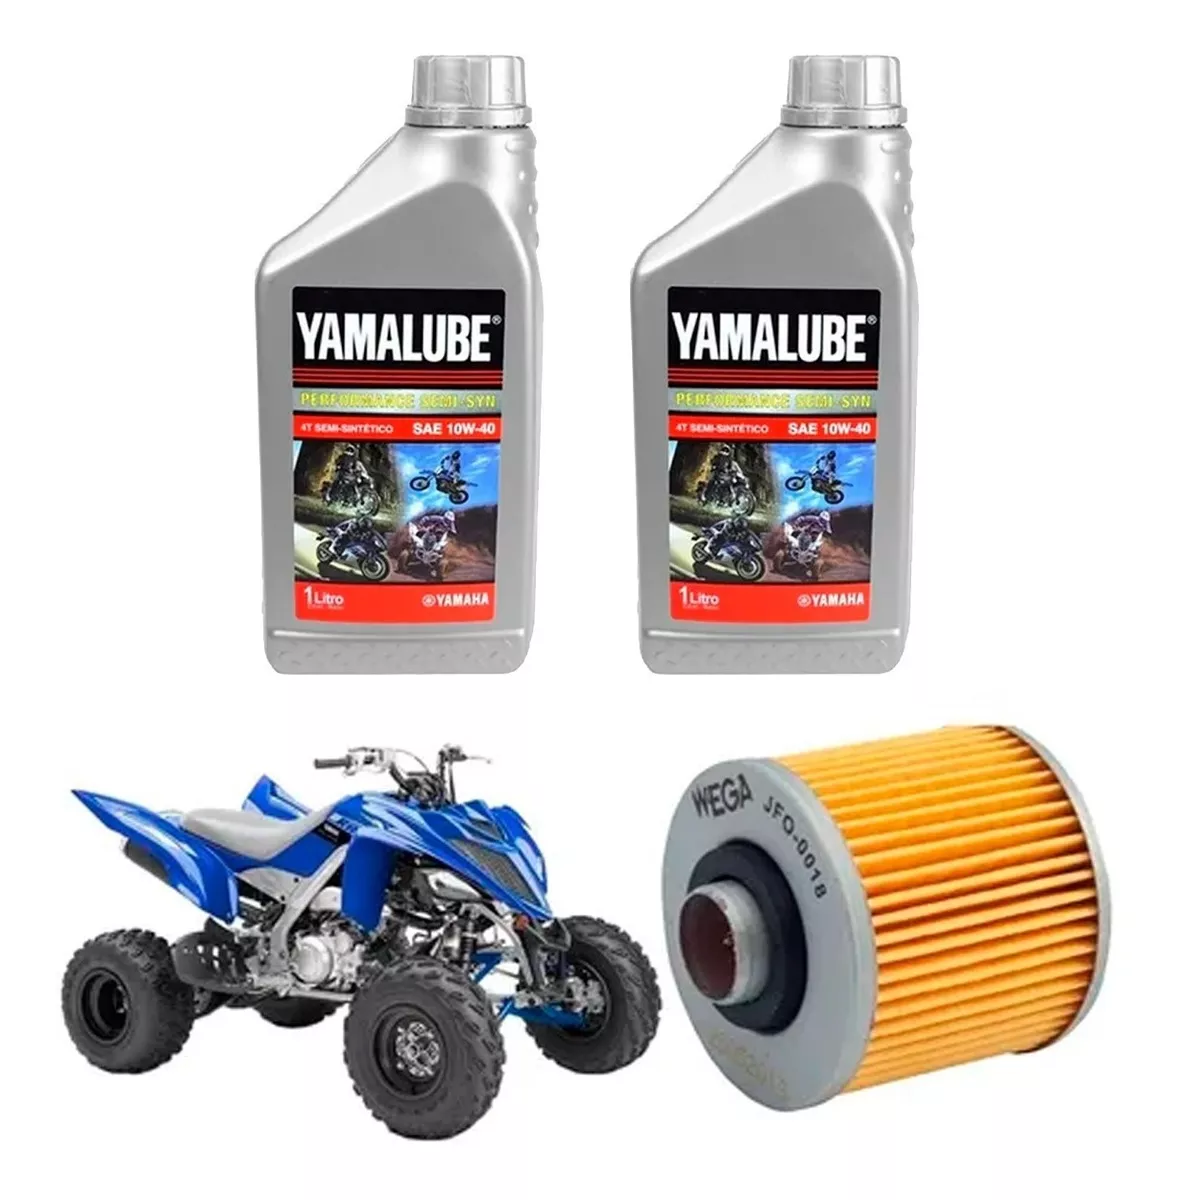 YAMALUBE®
PERFORMANCE SEMI-SYN
4T SEMI-SINTÉTICO SAE 10W-40
1 Litro
YAMAHA
YAMALUBE®
PERFORMANCE SEMI-SYN
4T SEMI-SINTÉTICO SAE 10W-40
1 Litro
YAMAHA
WEGA JFO-0018